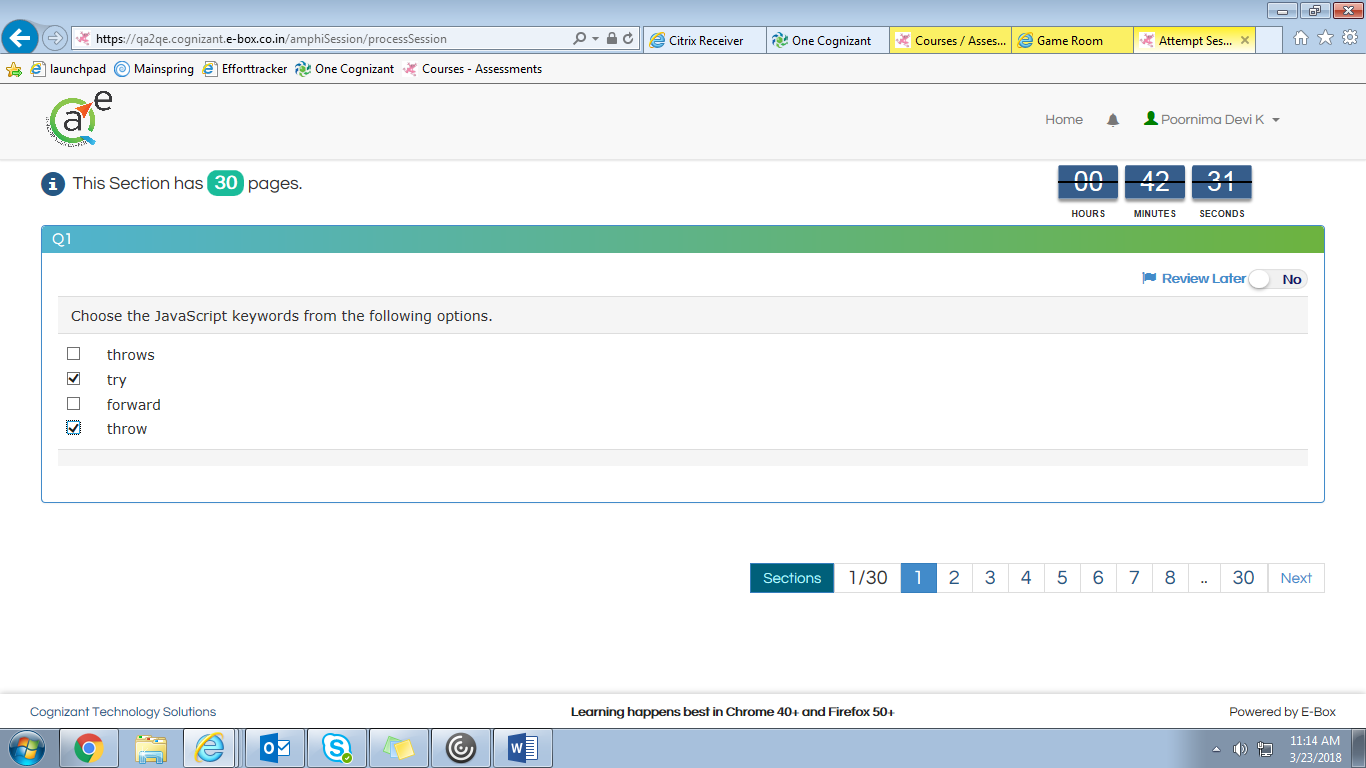 https://qa2qe.cognizant.e-box.co.in/amphiSession/processSession
Citrix Receiver
One Cognizant
Courses / Asses...
Game Room
Attempt Ses...
launchpad
Mainspring
Efforttracker
One Cognizant
Courses - Assessments
a e
Home
Poornima Devi K
This Section has 30 pages.
00 42 31
HOURS MINUTES SECONDS
Q1
Review Later No
Choose the JavaScript keywords from the following options.
throws
try
forward
throw
Sections 1/30 1 2 3 4 5 6 7 8 .. 30 Next
Cognizant Technology Solutions
Learning happens best in Chrome 40+ and Firefox 50+
Powered by E-Box
11:14 AM
3/23/2018